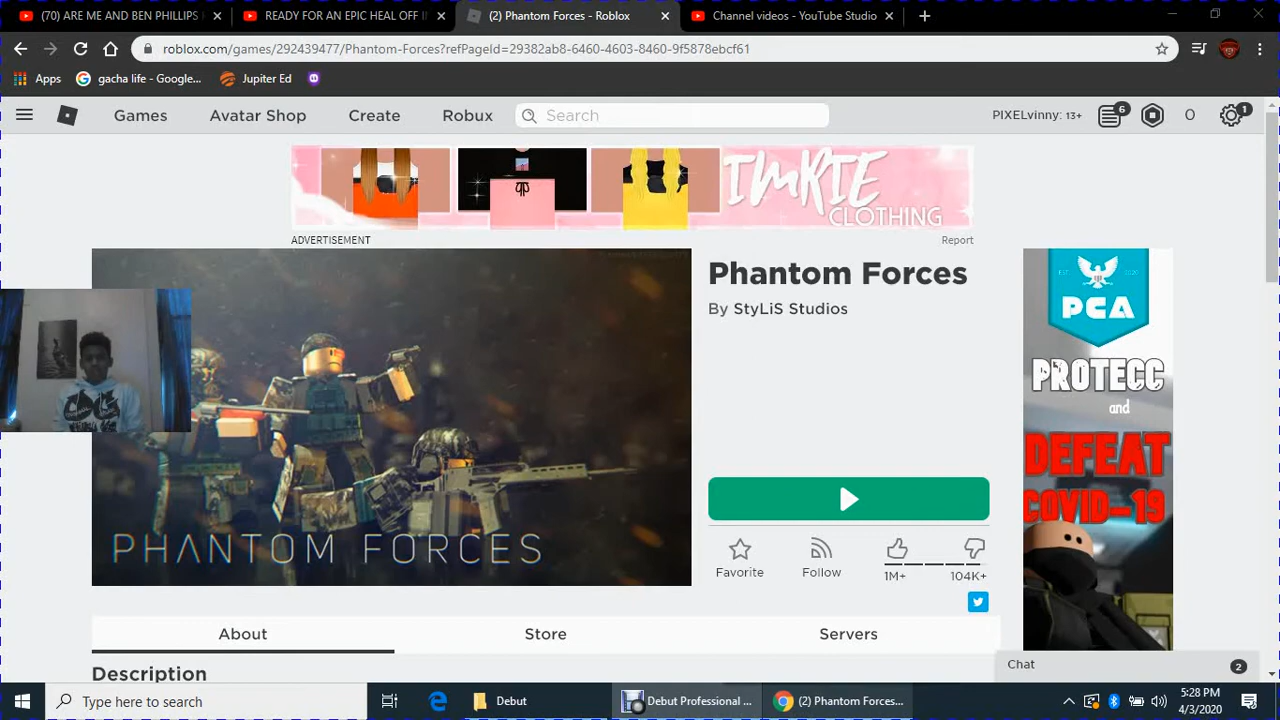 (70) ARE ME AND BEN PHILLIPS
READY FOR AN EPIC HEAL OFF IN
(2) Phantom Forces - Roblox
Channel videos - YouTube Studio
roblox.com/games/292439477/Phantom-Forces?refPageId=29382ab8-6460-4603-8460-9f5878ebcf61
Apps
gacha life - Google...
Jupiter Ed
Games
Avatar Shop
Create
Robux
Search
PIXELvinny: 13+
6
0
1
IMRIE
CLOTHING
ADVERTISEMENT
Report
PHANTOM FORCES
Phantom Forces
By StyLiS Studios
Favorite
Follow
1M+
104K+
EST
2020
PCA
PROTECC
and
DEFEAT
COVID-19
About
Store
Servers
Description
Chat
2
Type here to search
Debut
Debut Professional ...
(2) Phantom Forces...
5:28 PM
4/3/2020